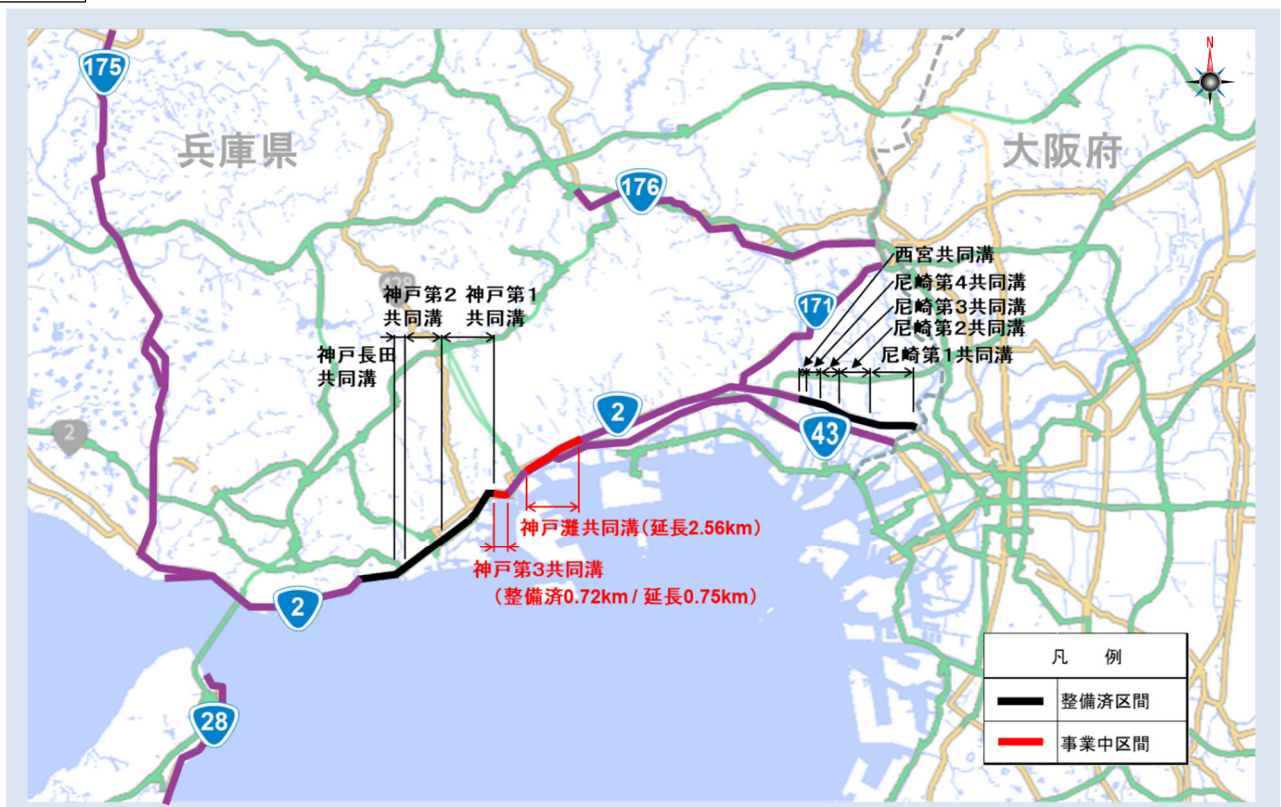 N
175
兵庫県
大阪府
176
西宮共同溝
尼崎第4共同溝
尼崎第3共同溝
尼崎第2共同溝
尼崎第1共同溝
171
神戸第2 神戸第1
共同溝 共同溝
神戸長田
共同溝
2
2
43
神戸灘共同溝(延長2.56km)
神戸第3共同溝
(整備済0.72km / 延長0.75km)
2
28
凡 例
整備済区間
事業中区間